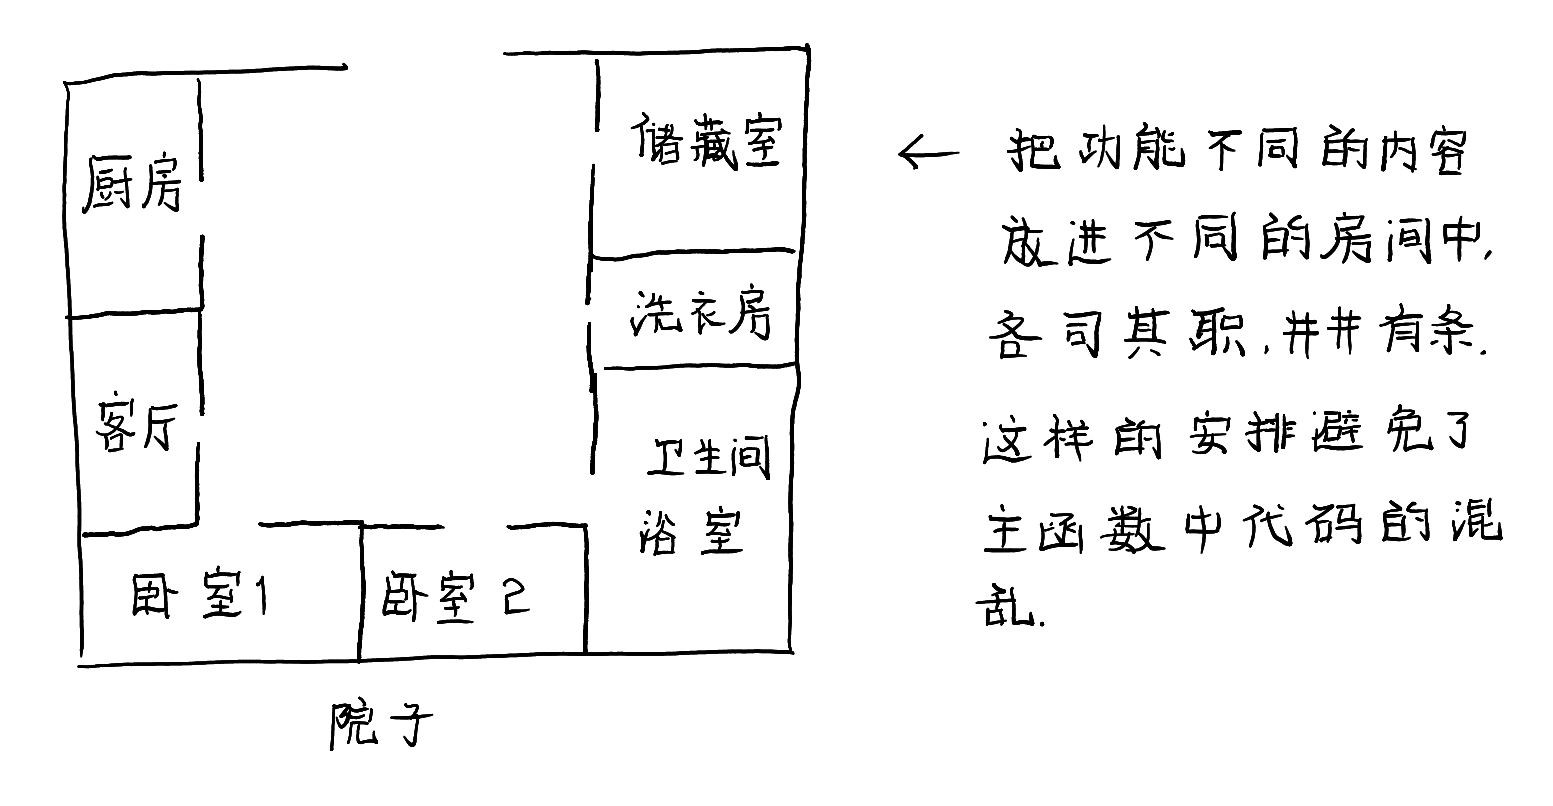 厨房
客厅
卧室1
卧室2
储藏室
洗衣房
卫生间
浴室
院子
← 把功能不同的内容
放进不同的房间中,
各司其职,井井有条.
这样的安排避免了
主函数中代码的混
乱.